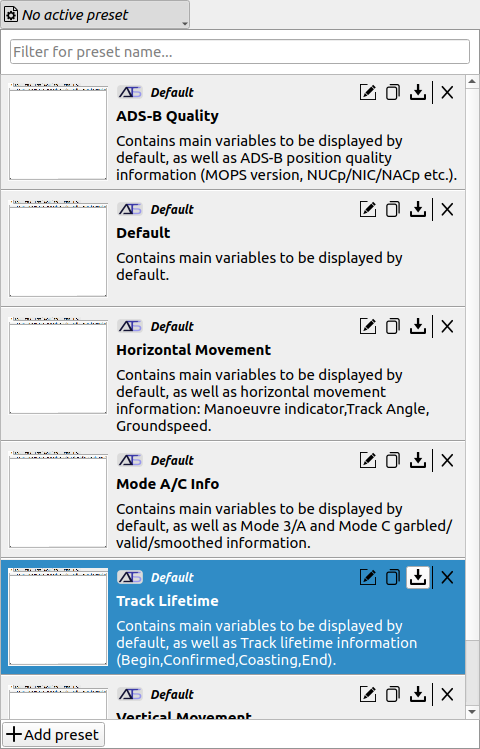 No active preset
Filter for preset name...
Default
ADS-B Quality
Contains main variables to be displayed by
default, as well as ADS-B position quality
information (MOPS version, NUCp/NIC/NACp etc.).
Default
Default
Contains main variables to be displayed by
default.
Default
Horizontal Movement
Contains main variables to be displayed by
default, as well as horizontal movement
information: Manoeuvre indicator,Track Angle,
Groundspeed.
Default
Mode A/C Info
Contains main variables to be displayed by
default, as well as Mode 3/A and Mode C garbled/
valid/smoothed information.
Default
Track Lifetime
Contains main variables to be displayed by
default, as well as Track lifetime information
(Begin,Confirmed,Coasting,End).
Default
Vertical Movement
Add preset